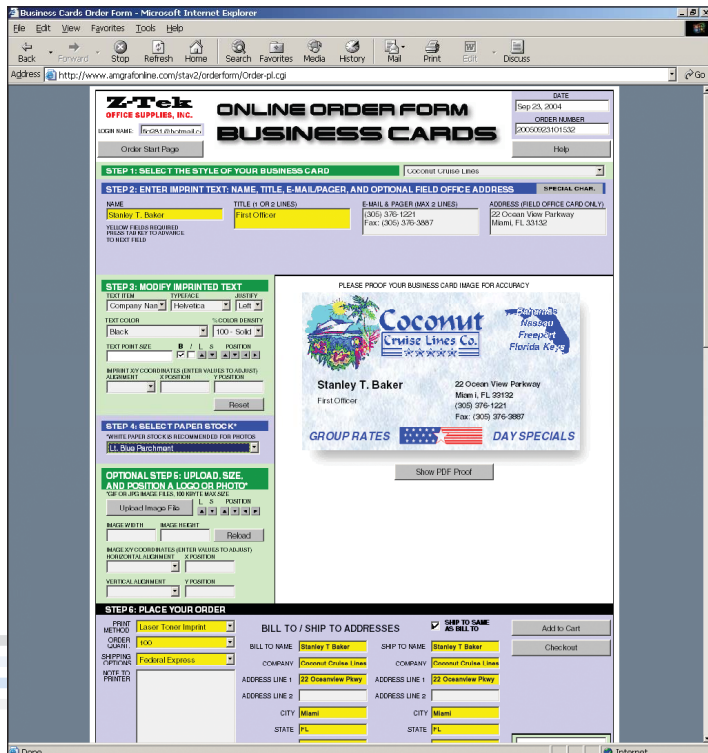 Business Cards Order Form - Microsoft Internet Explorer
File Edit View Favorites Tools Help
Back Forward Stop Refresh Home Search Favorites Media History Mail Print Edit Discuss
Address http://www.amgrafonline.com/stav2/orderform/Order-pl.cgi Go
Z-Tek
OFFICE SUPPLIES, INC.
ONLINE ORDER FORM
BUSINESS CARDS
DATE
Sep 23, 2004
ORDER NUMBER
20050923101532
LOGIN NAME:
Order Start Page
Help
STEP 1: SELECT THE STYLE OF YOUR BUSINESS CARD Coconut Cruise Lines
STEP 2: ENTER IMPRINT TEXT: NAME, TITLE, E-MAIL/PAGER, AND OPTIONAL FIELD OFFICE ADDRESS SPECIAL CHAR.
NAME TITLE (1 OR 2 LINES) E-MAIL & PAGER (MAX 2 LINES) ADDRESS (FIELD OFFICE CARD ONLY)
Stanley T. Baker First Officer (305) 376-1221 22 Ocean View Parkway
Fax: (305) 376-3887 Miami, FL 33132
YELLOW FIELDS REQUIRED
PRESS TAB KEY TO ADVANCE
TO NEXT FIELD
STEP 3: MODIFY IMPRINTED TEXT
TEXT ITEM TYPEFACE JUSTIFY
Company Nan Helvetica Left
TEXT COLOR % COLOR DENSITY
Black 100 - Solid
TEXT POINT SIZE B / L S POSITION
IMPRINT X/Y COORDINATES (ENTER VALUES TO ADJUST)
ALIGNMENT X POSITION Y POSITION
Reset
STEP 4: SELECT PAPER STOCK*
*WHITE PAPER STOCK IS RECOMMENDED FOR PHOTOS
Lt. Blue Parchment
OPTIONAL STEP 5: UPLOAD, SIZE,
AND POSITION A LOGO OR PHOTO*
*GIF OR JPG IMAGE FILES, 100 KBYTE MAX SIZE
Upload Image File L S POSITION
IMAGE WIDTH IMAGE HEIGHT
Reload
IMAGE X/Y COORDINATES (ENTER VALUES TO ADJUST)
HORIZONTAL ALIGNMENT X POSITION
VERTICAL ALIGNMENT Y POSITION
PLEASE PROOF YOUR BUSINESS CARD IMAGE FOR ACCURACY
Coconut
Cruise Lines Co.
Bahamas
Nassau
Freeport
Florida Keys
Stanley T. Baker
First Officer
22 Ocean View Parkway
Miami, FL 33132
(305) 376-1221
Fax: (305) 376-3887
GROUP RATES DAY SPECIALS
Show PDF Proof
STEP 6: PLACE YOUR ORDER
PRINT METHOD Laser Toner Imprint
ORDER QUANT. 100
SHIPPING OPTIONS Federal Express
NOTE TO PRINTER
BILL TO / SHIP TO ADDRESSES SHIP TO SAME AS BILL TO
BILL TO NAME Stanley T Baker SHIP TO NAME Stanley T Baker
COMPANY Coconut Cruise Lines COMPANY Coconut Cruise Lines
ADDRESS LINE 1 22 Oceanview Pkwy ADDRESS LINE 1 22 Oceanview Pkwy
ADDRESS LINE 2 ADDRESS LINE 2
CITY Miami CITY Miami
STATE FL STATE FL
Add to Cart
Checkout
Done Internet